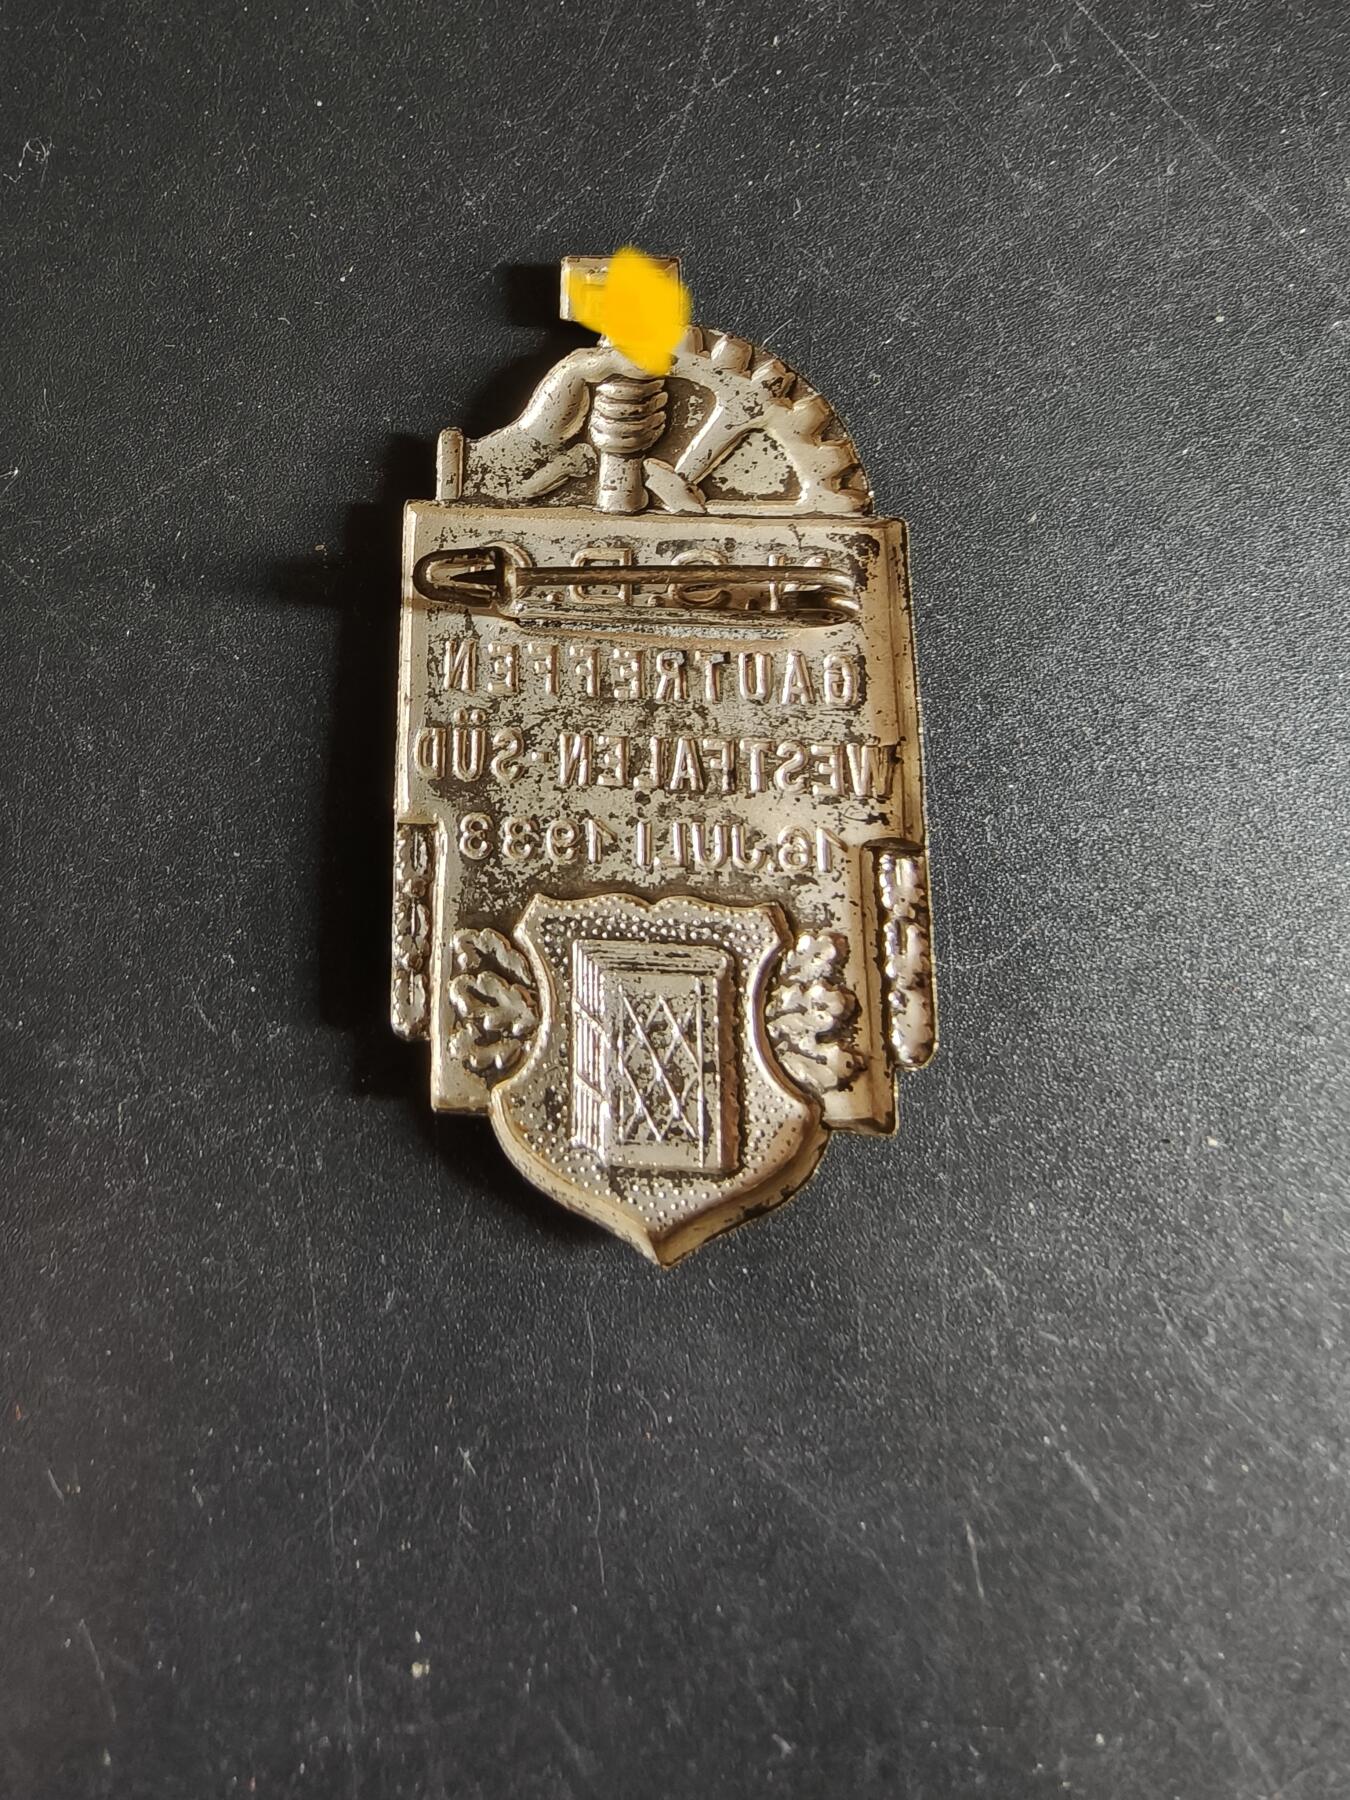 N.S.B.O.
GAUTREFFEN
WESTFALEN-SÜD
16.JULI 1933